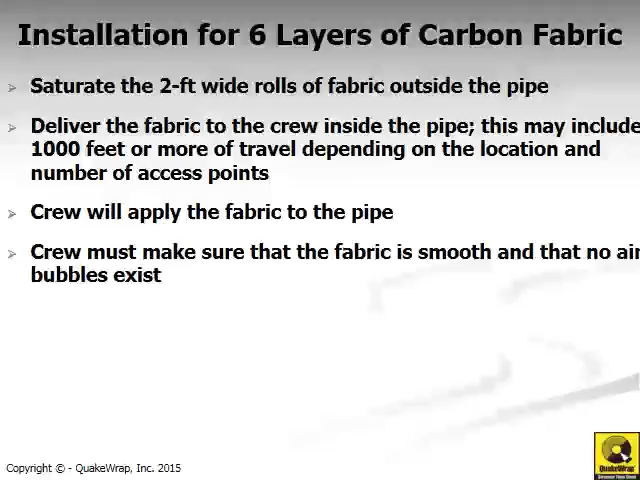 Installation for 6 Layers of Carbon Fabric
Saturate the 2-ft wide rolls of fabric outside the pipe
Deliver the fabric to the crew inside the pipe; this may include
1000 feet or more of travel depending on the location and
number of access points
Crew will apply the fabric to the pipe
Crew must make sure that the fabric is smooth and that no air
bubbles exist
Copyright © - QuakeWrap, Inc. 2015
QuakeWrap